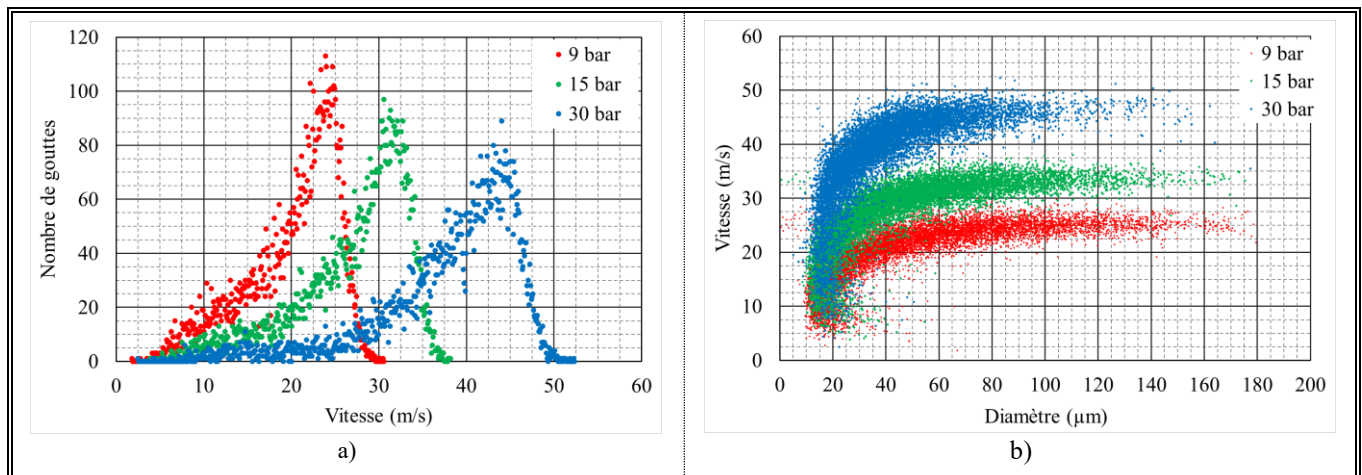 120
100
80
60
40
20
0
Nombre de gouttes
9 bar
15 bar
30 bar
0 10 20 30 40 50 60
Vitesse (m/s)
a)
60
50
40
30
20
10
0
Vitesse (m/s)
9 bar
15 bar
30 bar
0 20 40 60 80 100 120 140 160 180 200
Diamètre (µm)
b)